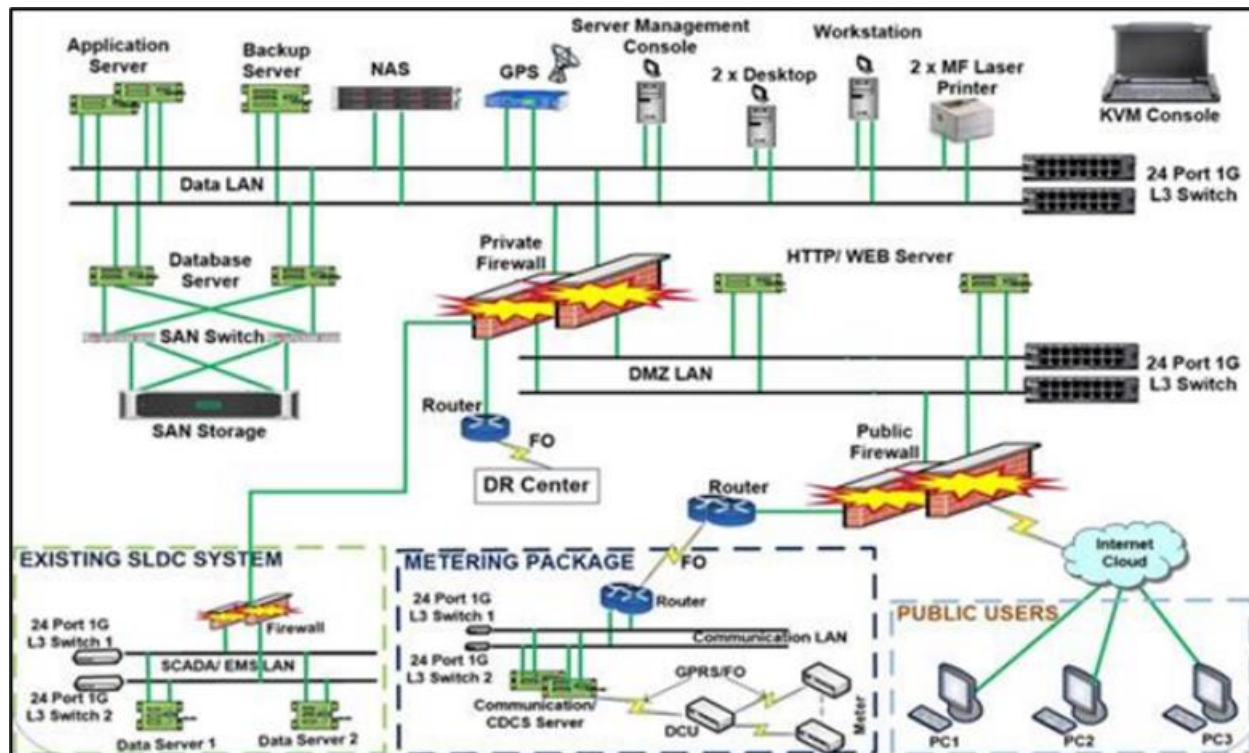 Application
Server
Backup
Server
NAS
GPS
Server Management
Console
2 x Desktop
Workstation
2 x MF Laser
Printer
KVM Console
Data LAN
24 Port 1G
L3 Switch
Database
Server
Private
Firewall
HTTP/ WEB Server
SAN Switch
DMZ LAN
24 Port 1G
L3 Switch
SAN Storage
Router
FO
DR Center
Public
Firewall
Router
FO
Internet
Cloud
EXISTING SLDC SYSTEM
24 Port 1G
L3 Switch 1
Firewall
SCADA/ EMS LAN
24 Port 1G
L3 Switch 2
Data Server 1
Data Server 2
METERING PACKAGE
Router
24 Port 1G
L3 Switch 1
Communication LAN
24 Port 1G
L3 Switch 2
Communication/
CDCS Server
GPRS/FO
DCU
Meter
PUBLIC USERS
PC1
PC2
PC3